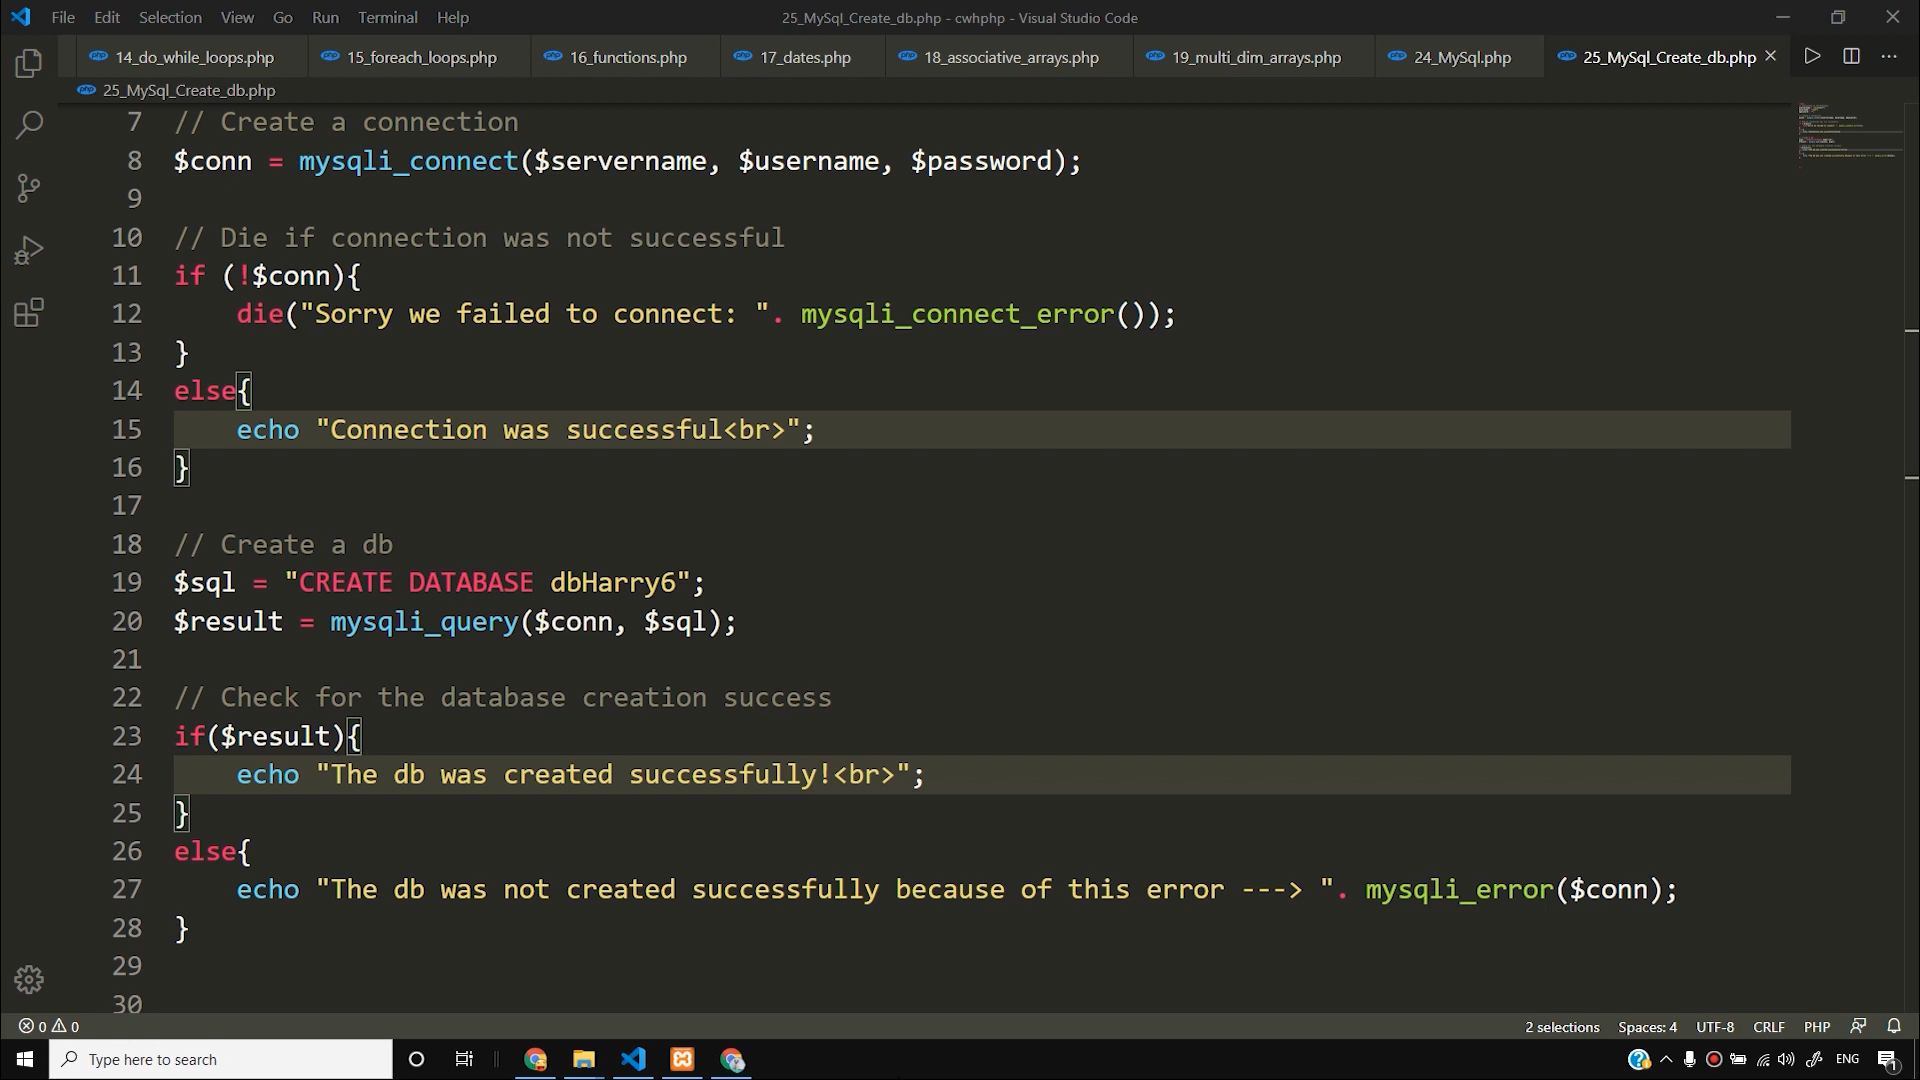 File Edit Selection View Go Run Terminal Help
25_MySql_Create_db.php - cwhphp - Visual Studio Code
14_do_while_loops.php 15_foreach_loops.php 16_functions.php 17_dates.php 18_associative_arrays.php 19_multi_dim_arrays.php 24_MySql.php 25_MySql_Create_db.php
25_MySql_Create_db.php
7 // Create a connection
8 $conn = mysqli_connect($servername, $username, $password);
9
10 // Die if connection was not successful
11 if (!$conn){
12     die("Sorry we failed to connect: ". mysqli_connect_error());
13 }
14 else{
15     echo "Connection was successful<br>";
16 }
17
18 // Create a db
19 $sql = "CREATE DATABASE dbHarry6";
20 $result = mysqli_query($conn, $sql);
21
22 // Check for the database creation success
23 if($result){
24     echo "The db was created successfully!<br>";
25 }
26 else{
27     echo "The db was not created successfully because of this error ---> ". mysqli_error($conn);
28 }
29
30
0 0 2 selections Spaces: 4 UTF-8 CRLF PHP
Type here to search ENG 1